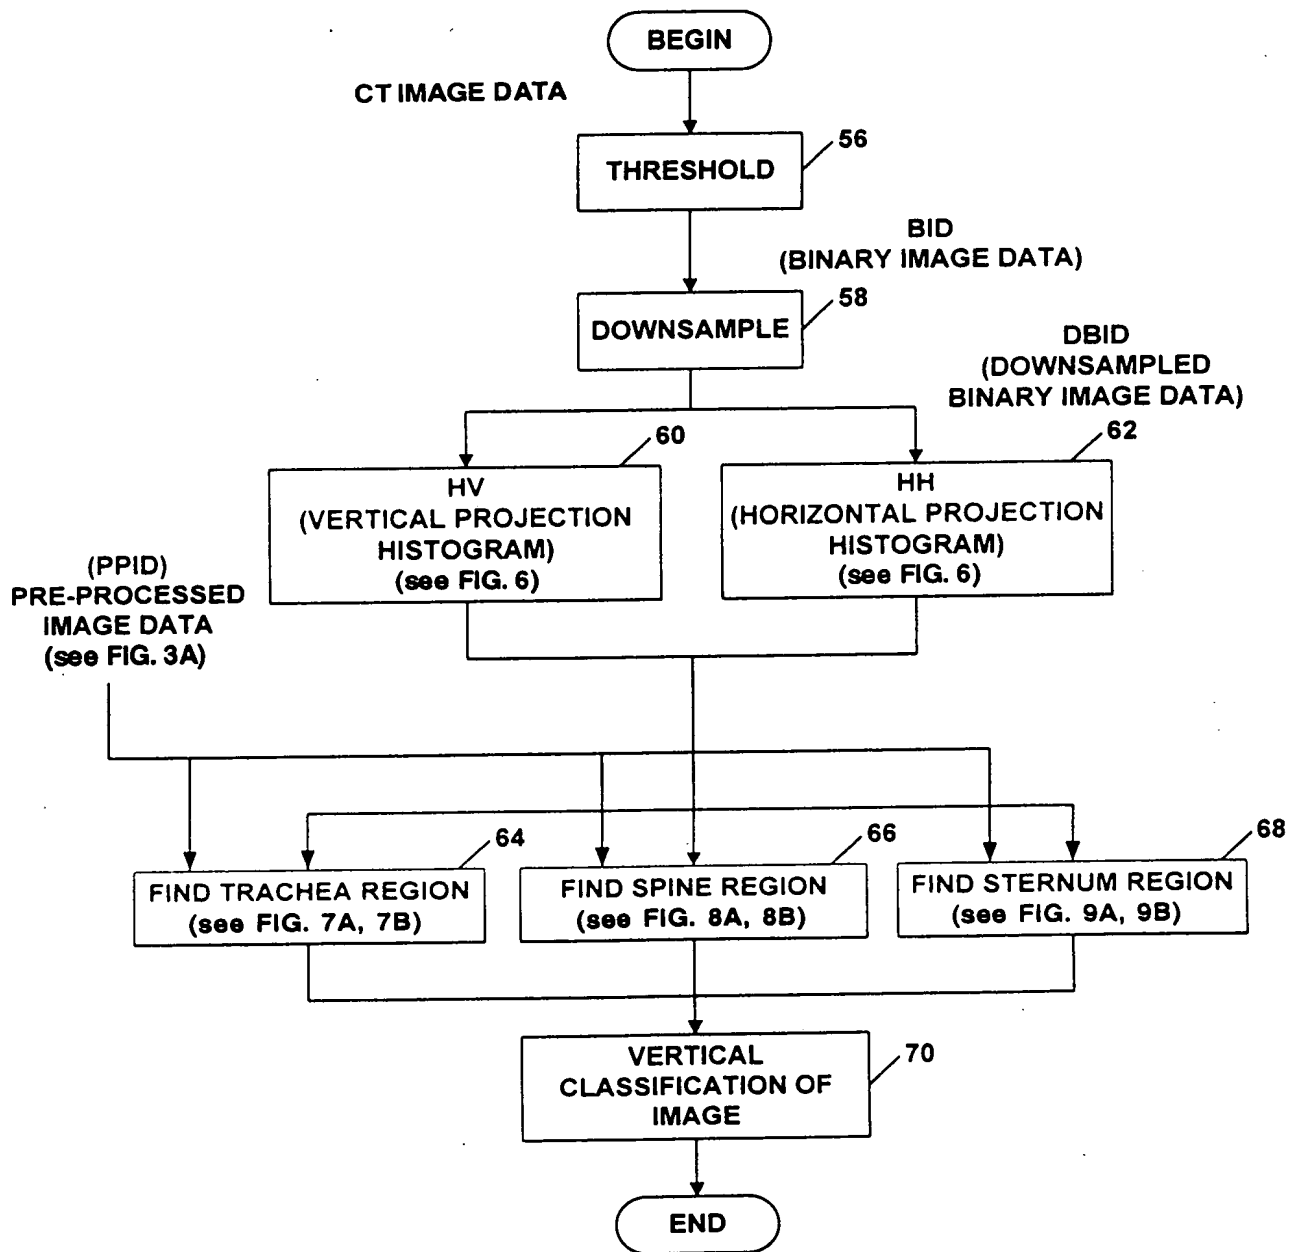 BEGIN
CT IMAGE DATA
56
THRESHOLD
BID
(BINARY IMAGE DATA)
58
DOWNSAMPLE
DBID
(DOWNSAMPLED
BINARY IMAGE DATA)
60
HV
(VERTICAL PROJECTION
HISTOGRAM)
(see FIG. 6)
62
HH
(HORIZONTAL PROJECTION
HISTOGRAM)
(see FIG. 6)
(PPID)
PRE-PROCESSED
IMAGE DATA
(see FIG. 3A)
64
FIND TRACHEA REGION
(see FIG. 7A, 7B)
66
FIND SPINE REGION
(see FIG. 8A, 8B)
68
FIND STERNUM REGION
(see FIG. 9A, 9B)
70
VERTICAL
CLASSIFICATION OF
IMAGE
END